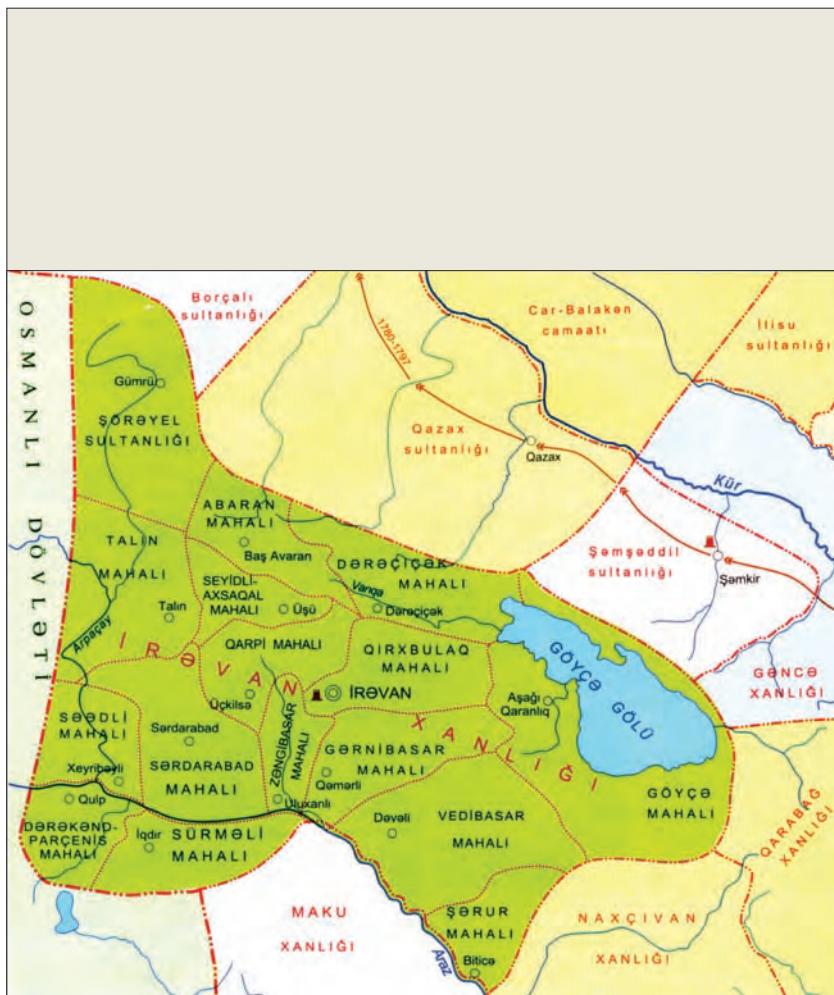 OSMANLI DÖVLƏTİ
Borçalı
sultanlığı
1780-1797
Car-Balakən
camaatı
İlisu
sultanlığı
Gümrü
ŞÖRƏYEL
SULTANLIĞI
Qazax
sultanlığı
Qazax
Kür
Şəmşəddil
sultanlığı
Şəmkir
GƏNCƏ
XANLIĞI
ABARAN
MAHALI
Baş Avaran
TALIN
MAHALI
Talın
Arpaçay
SEYİDLİ-
AXSAQAL
MAHALI
Üşü
DƏRƏÇİÇƏK
MAHALI
Vanqə
Dərəçiçək
QARPİ MAHALI
QIRXBULAQ
MAHALI
GÖYÇƏ GÖLÜ
İRƏVAN XANLIĞI
Üçkilsə
İRƏVAN
Aşağı
Qaranlıq
SƏƏDLİ
MAHALI
Sərdarabad
SƏRDARABAD
MAHALI
ZƏNGİBASAR
MAHALI
GƏRNİBASAR
MAHALI
Qəmərli
Xeyribəyli
Qulp
Uluxanlı
GÖYÇƏ
MAHALI
DƏRƏKƏND-
PARÇENİS
MAHALI
İqdır
SÜRMƏLİ
MAHALI
Dəvəli
VEDİBASAR
MAHALI
QARABAG
XANLIĞI
ŞƏRUR
MAHALI
Biticə
MAKU
XANLIĞI
Araz
NAXÇIVAN
XANLIĞI